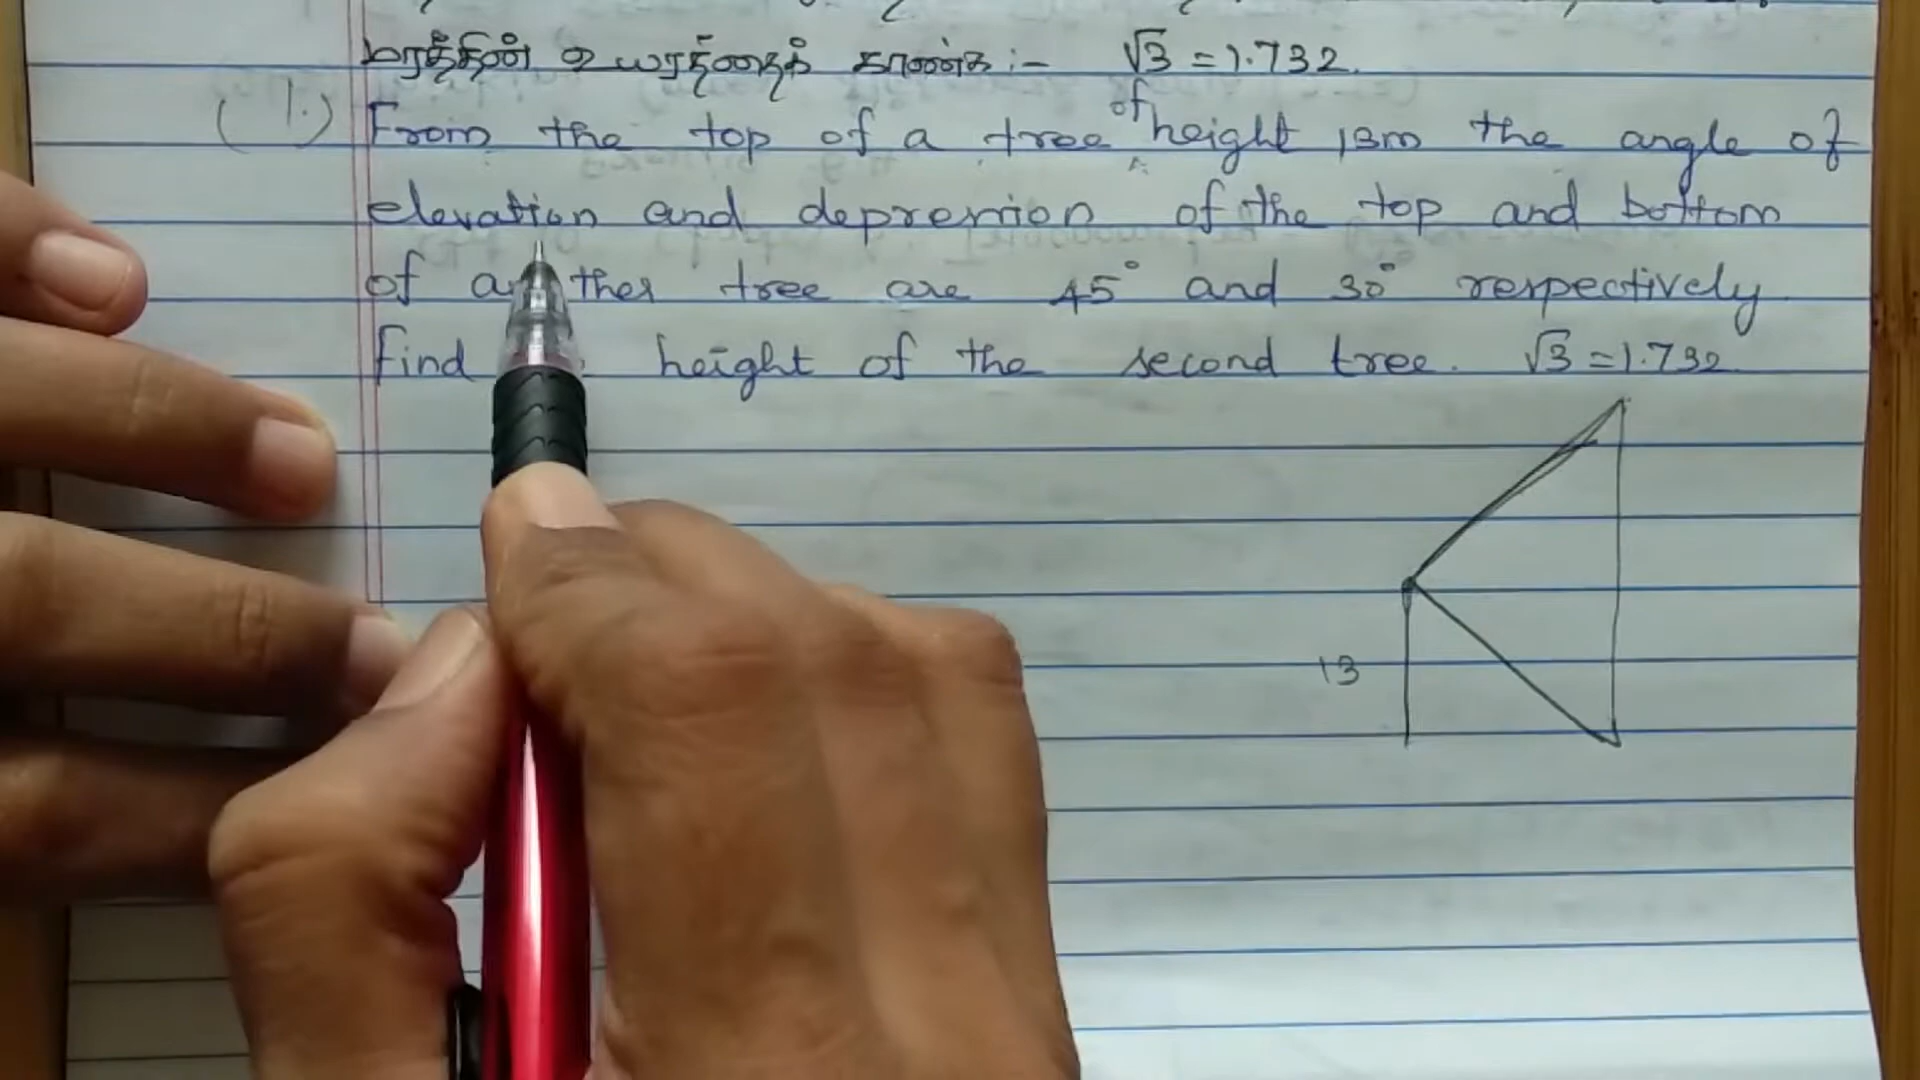 மரத்தின் உயரத்தைக் காண்க :- √3 = 1.732.
(1.) From the top of a tree of height 13m the angle of
elevation and depression of the top and bottom
of another tree are 45° and 30° respectively
find height of the second tree. √3 = 1.732
13